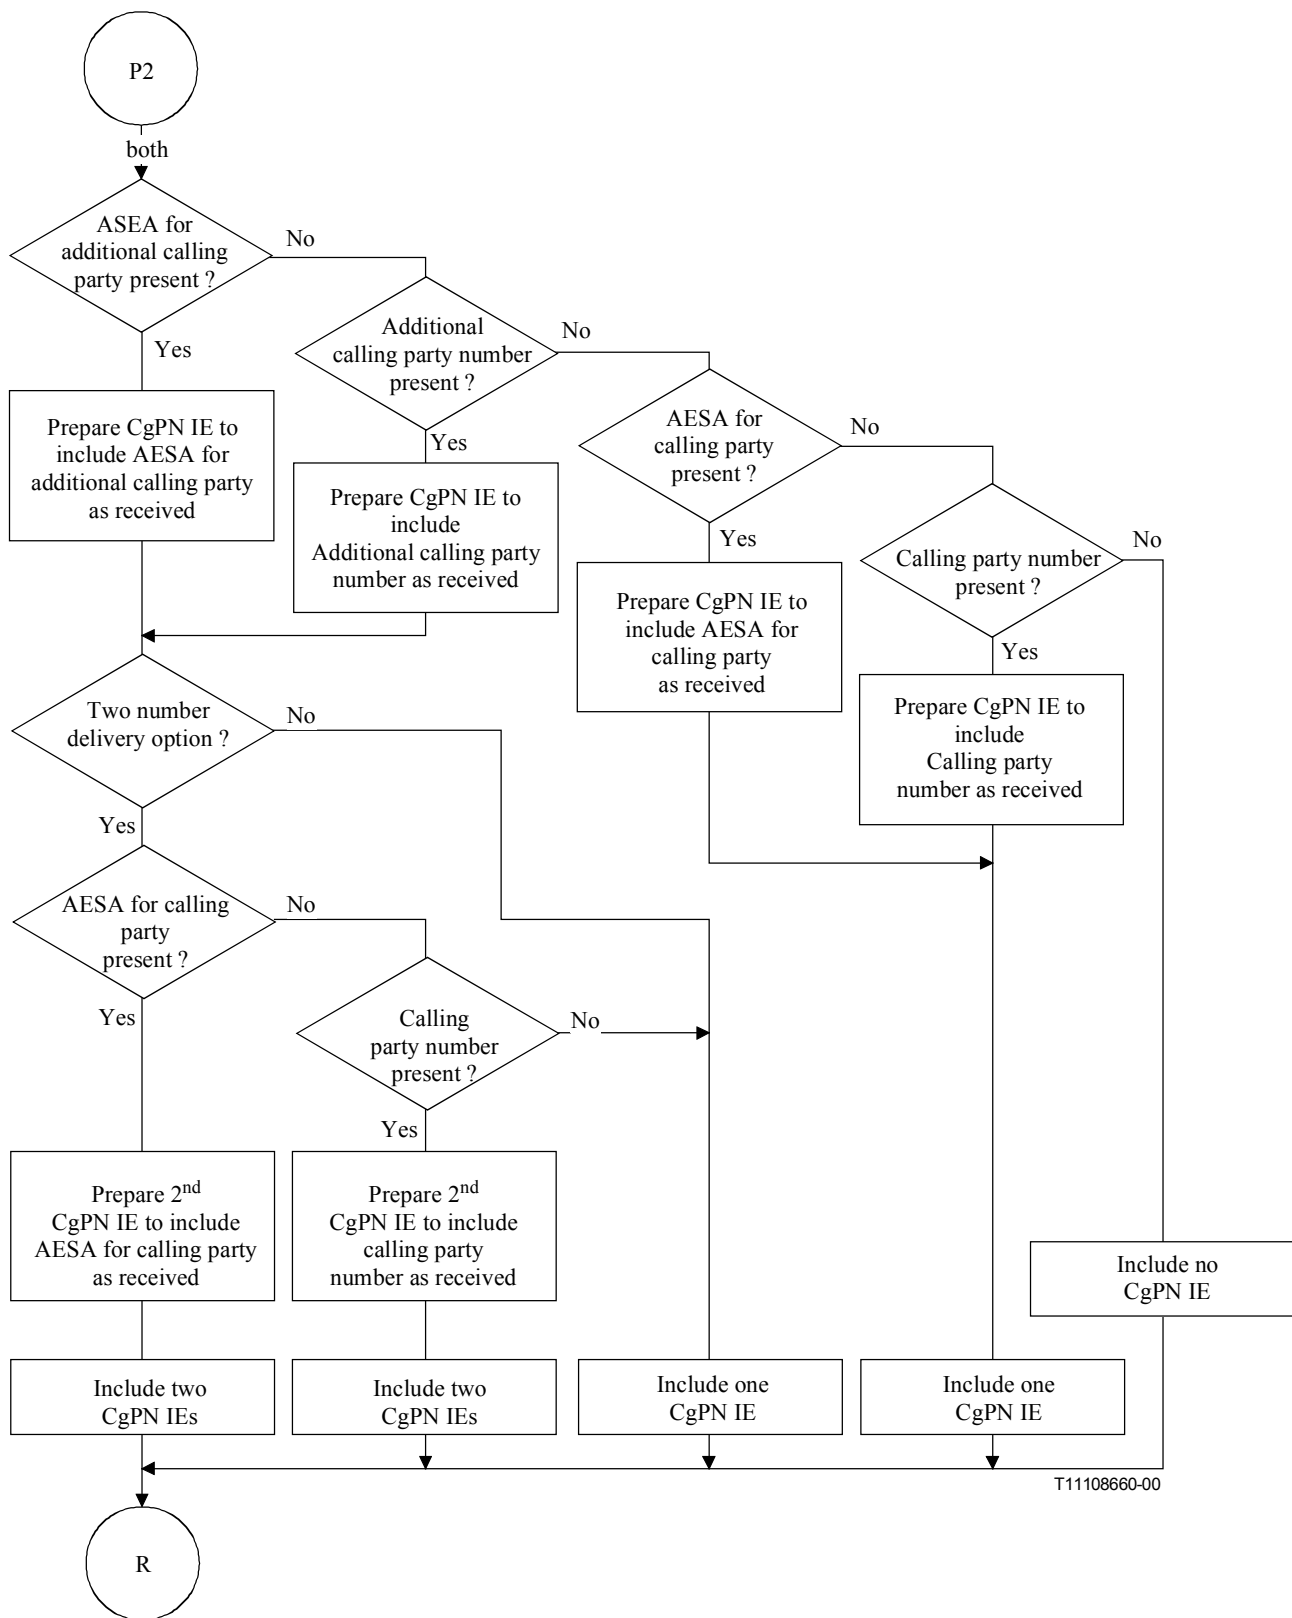 P2
both
ASEA for
additional calling
party present ?
No
Yes
Additional
calling party number
present ?
No
Yes
AESA for
calling party
present ?
No
Yes
Calling party number
present ?
No
Yes
Prepare CgPN IE to
include AESA for
additional calling party
as received
Prepare CgPN IE to
include
Additional calling party
number as received
Prepare CgPN IE to
include AESA for
calling party
as received
Prepare CgPN IE to
include
Calling party
number as received
Two number
delivery option ?
No
Yes
AESA for calling
party
present ?
No
Yes
Calling
party number
present ?
No
Yes
Prepare 2nd
CgPN IE to include
AESA for calling party
as received
Prepare 2nd
CgPN IE to include
calling party
number as received
Include no
CgPN IE
Include two
CgPN IEs
Include two
CgPN IEs
Include one
CgPN IE
Include one
CgPN IE
T11108660-00
R